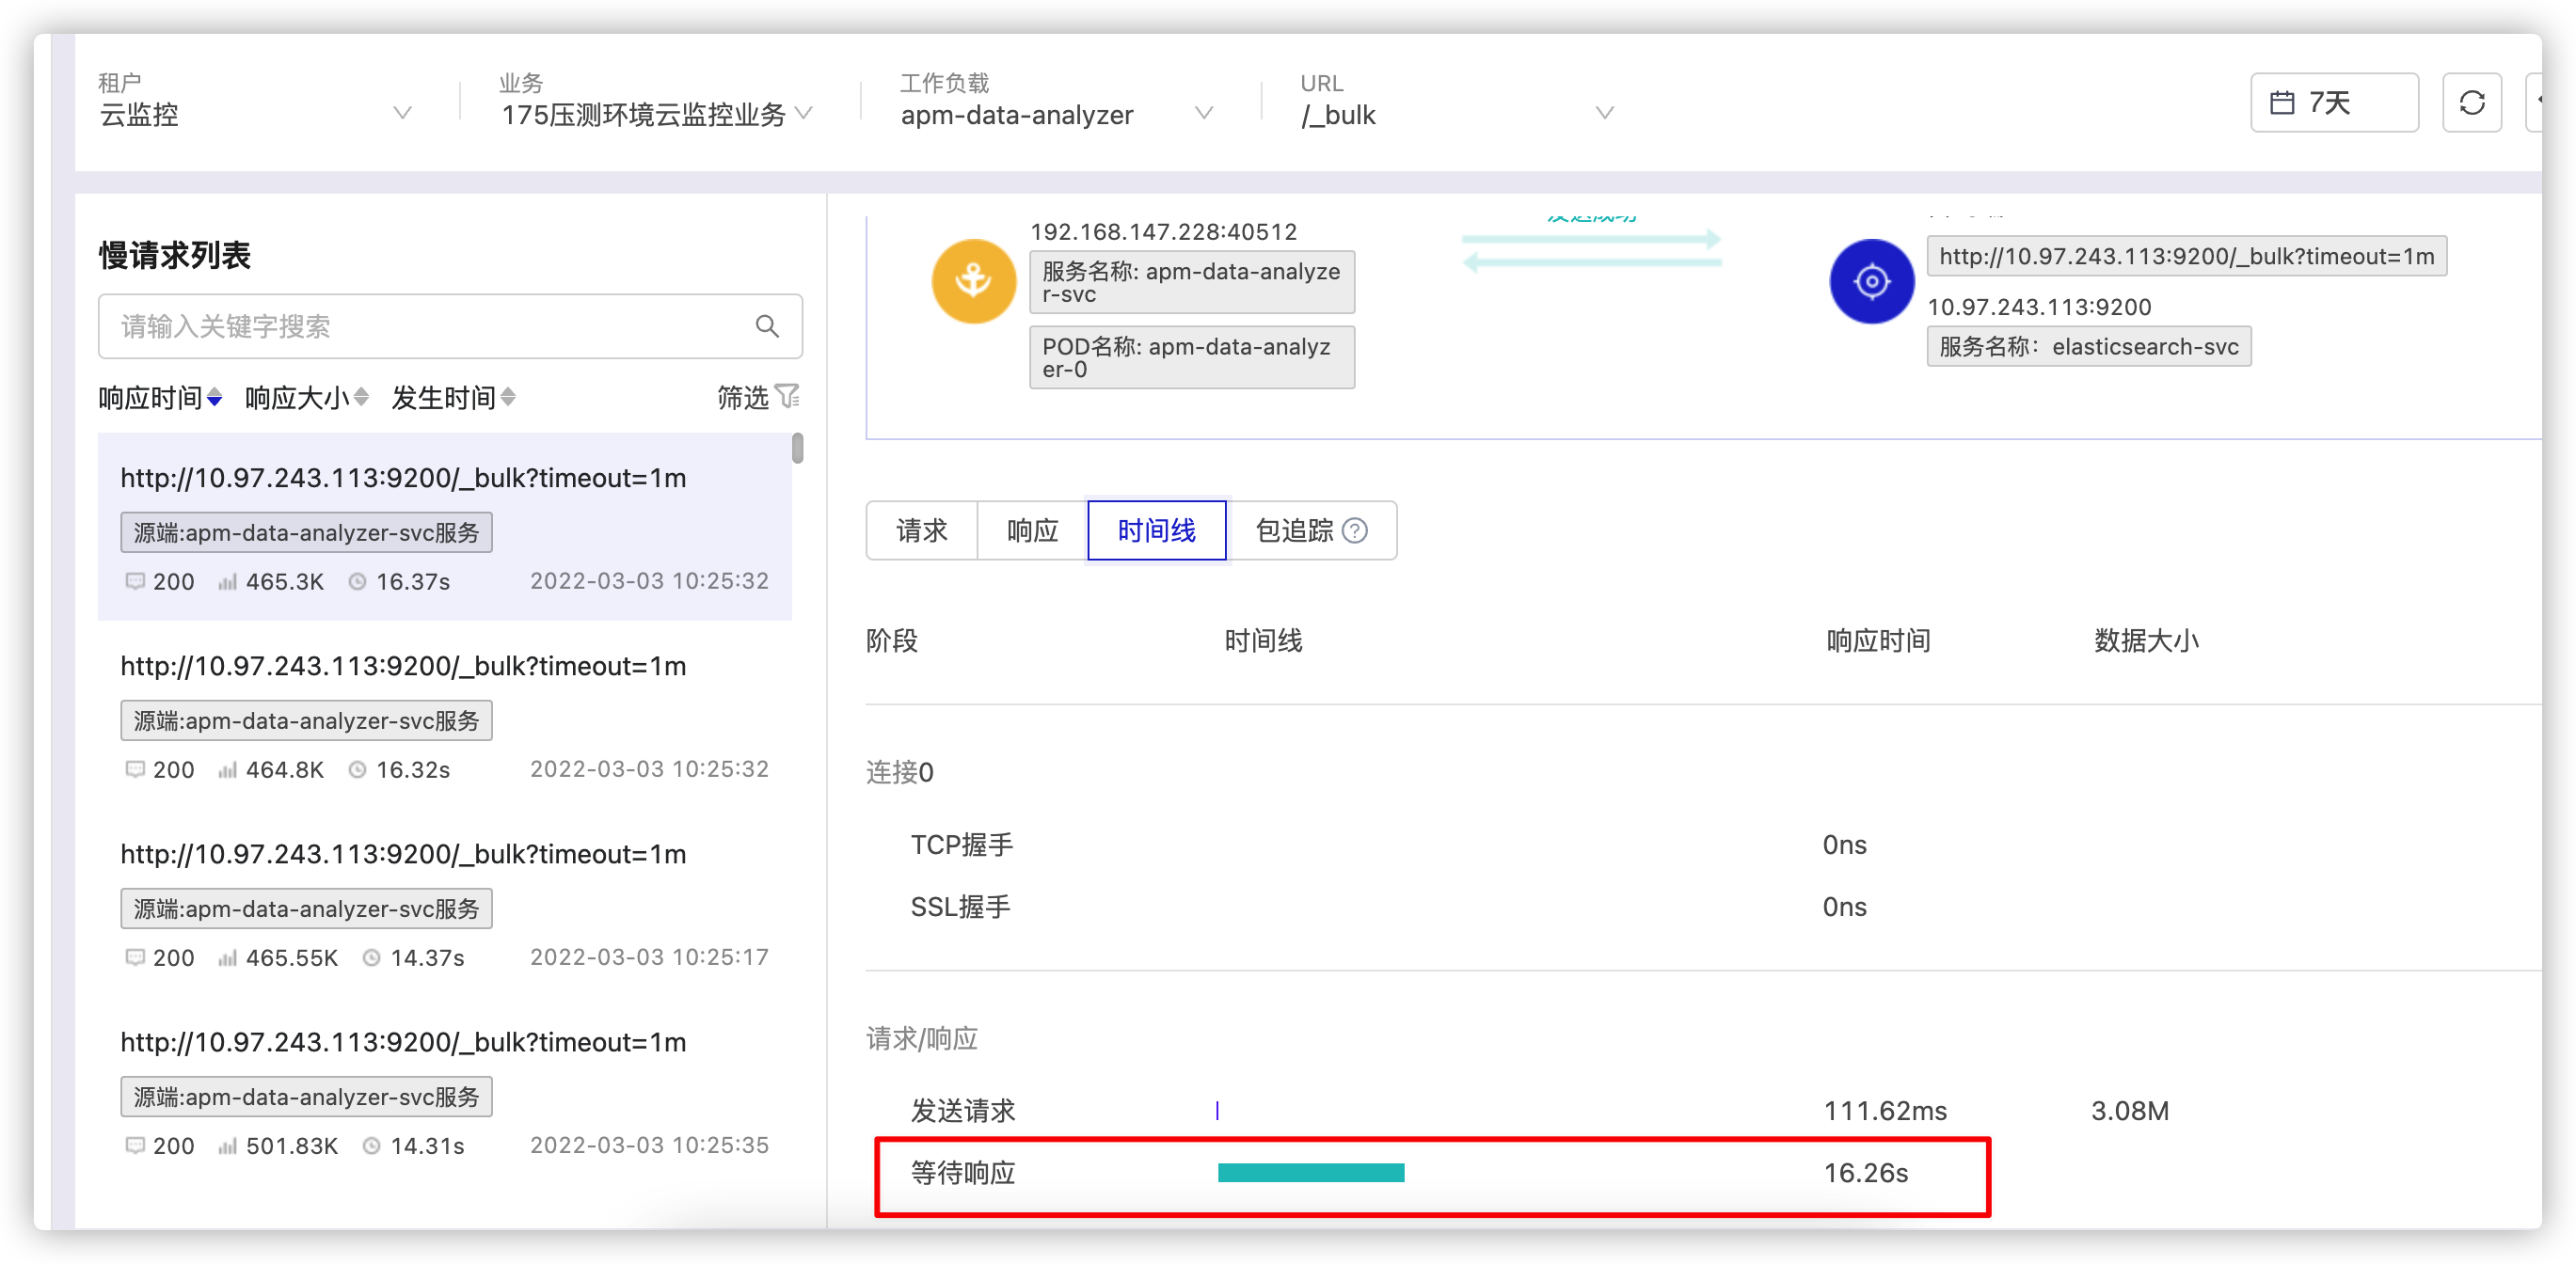 租户
云监控
业务
175压测环境云监控业务
工作负载
apm-data-analyzer
URL
/_bulk
7天
慢请求列表
请输入关键字搜索
响应时间 响应大小 发生时间 筛选
http://10.97.243.113:9200/_bulk?timeout=1m
源端:apm-data-analyzer-svc服务
200 465.3K 16.37s 2022-03-03 10:25:32
http://10.97.243.113:9200/_bulk?timeout=1m
源端:apm-data-analyzer-svc服务
200 464.8K 16.32s 2022-03-03 10:25:32
http://10.97.243.113:9200/_bulk?timeout=1m
源端:apm-data-analyzer-svc服务
200 465.55K 14.37s 2022-03-03 10:25:17
http://10.97.243.113:9200/_bulk?timeout=1m
源端:apm-data-analyzer-svc服务
200 501.83K 14.31s 2022-03-03 10:25:35
192.168.147.228:40512
服务名称: apm-data-analyze
r-svc
POD名称: apm-data-analyz
er-0
发送成功
http://10.97.243.113:9200/_bulk?timeout=1m
10.97.243.113:9200
服务名称: elasticsearch-svc
请求 响应 时间线 包追踪 ?
阶段 时间线 响应时间 数据大小
连接0
TCP握手 0ns
SSL握手 0ns
请求/响应
发送请求 111.62ms 3.08M
等待响应 16.26s